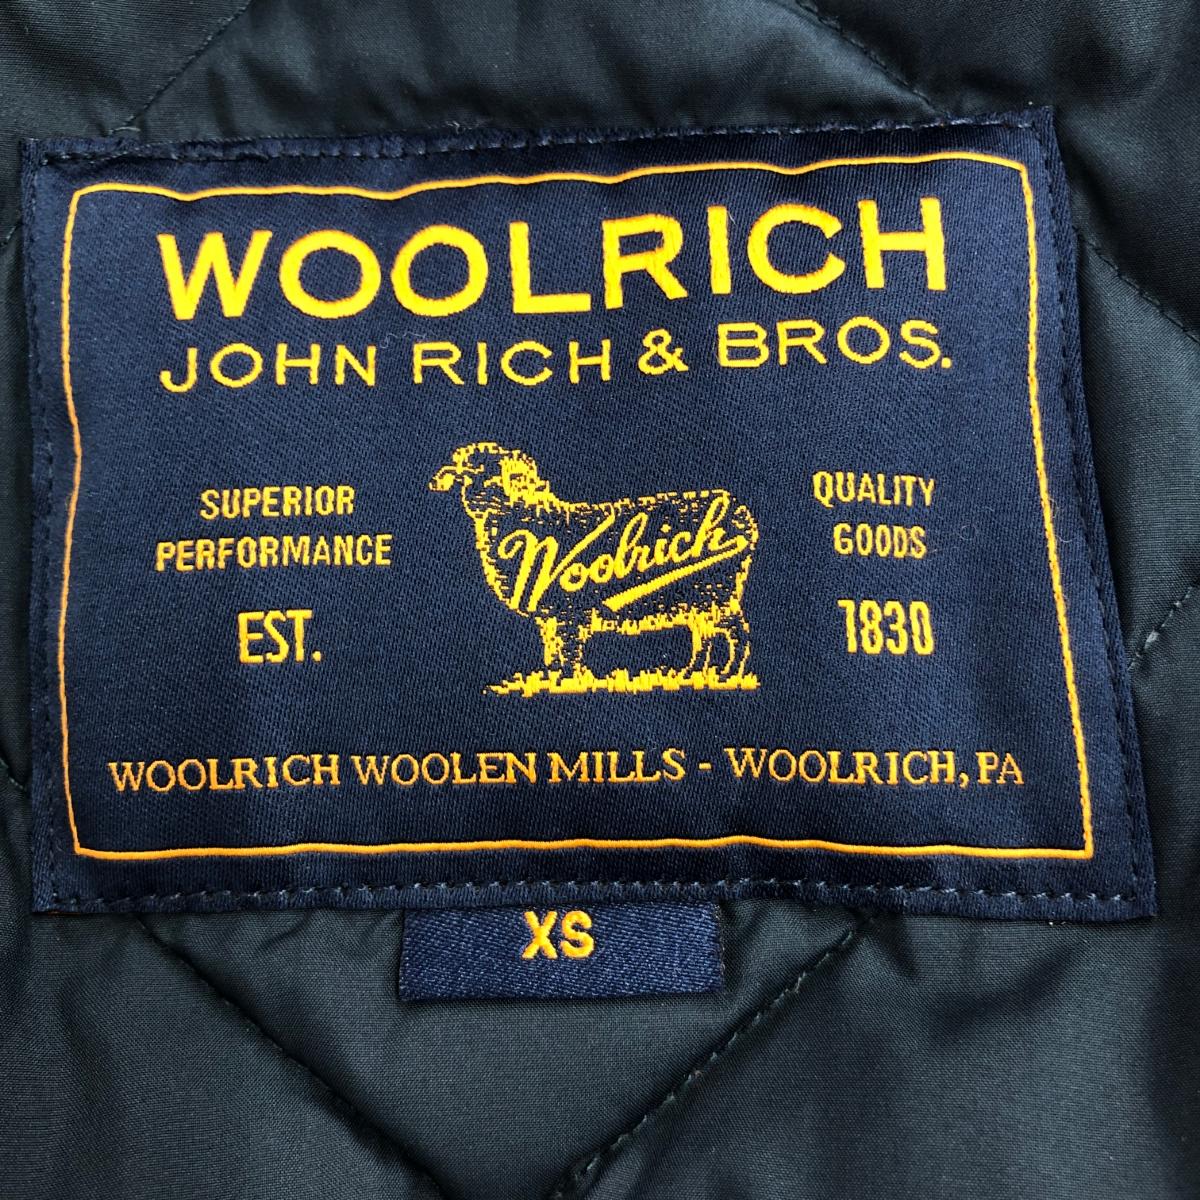 WOOLRICH
JOHN RICH & BROS.
SUPERIOR
PERFORMANCE
EST.
Woolrich
QUALITY
GOODS
1830
WOOLRICH WOOLEN MILLS - WOOLRICH, PA
XS